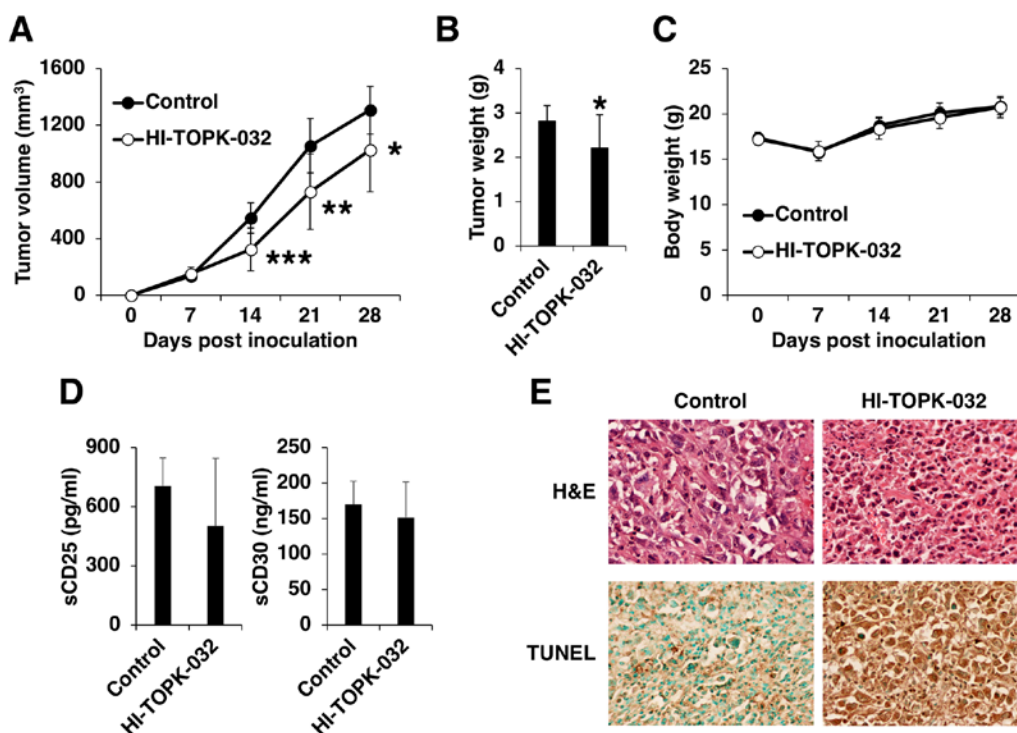 A
Tumor volume (mm³)
1600
1200
800
400
0
Control
HI-TOPK-032
*
**
***
0 7 14 21 28
Days post inoculation
B
Tumor weight (g)
4
3
2
1
0
*
Control
HI-TOPK-032
C
Body weight (g)
25
20
15
10
5
0
Control
HI-TOPK-032
0 7 14 21 28
Days post inoculation
D
sCD25 (pg/ml)
900
600
300
0
Control
HI-TOPK-032
sCD30 (ng/ml)
250
200
150
100
50
0
Control
HI-TOPK-032
E
Control HI-TOPK-032
H&E
TUNEL